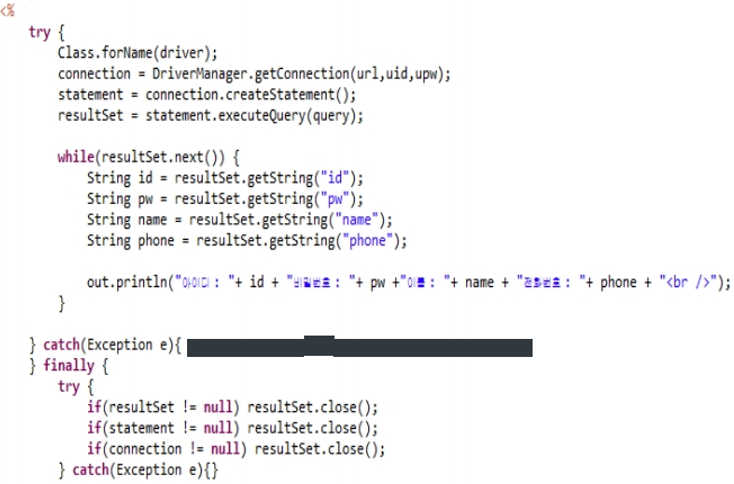 <%
try {
Class.forName(driver);
connection = DriverManager.getConnection(url,uid,upw);
statement = connection.createStatement();
resultSet = statement.executeQuery(query);
while(resultSet.next()) {
String id = resultSet.getString("id");
String pw = resultSet.getString("pw");
String name = resultSet.getString("name");
String phone = resultSet.getString("phone");
out.println("아이디 : "+ id + "비밀번호 : "+ pw +"이름 : "+ name + "전화번호 : "+ phone + "<br />");
}
} catch(Exception e){
} finally {
try {
if(resultSet != null) resultSet.close();
if(statement != null) resultSet.close();
if(connection != null) resultSet.close();
} catch(Exception e){}